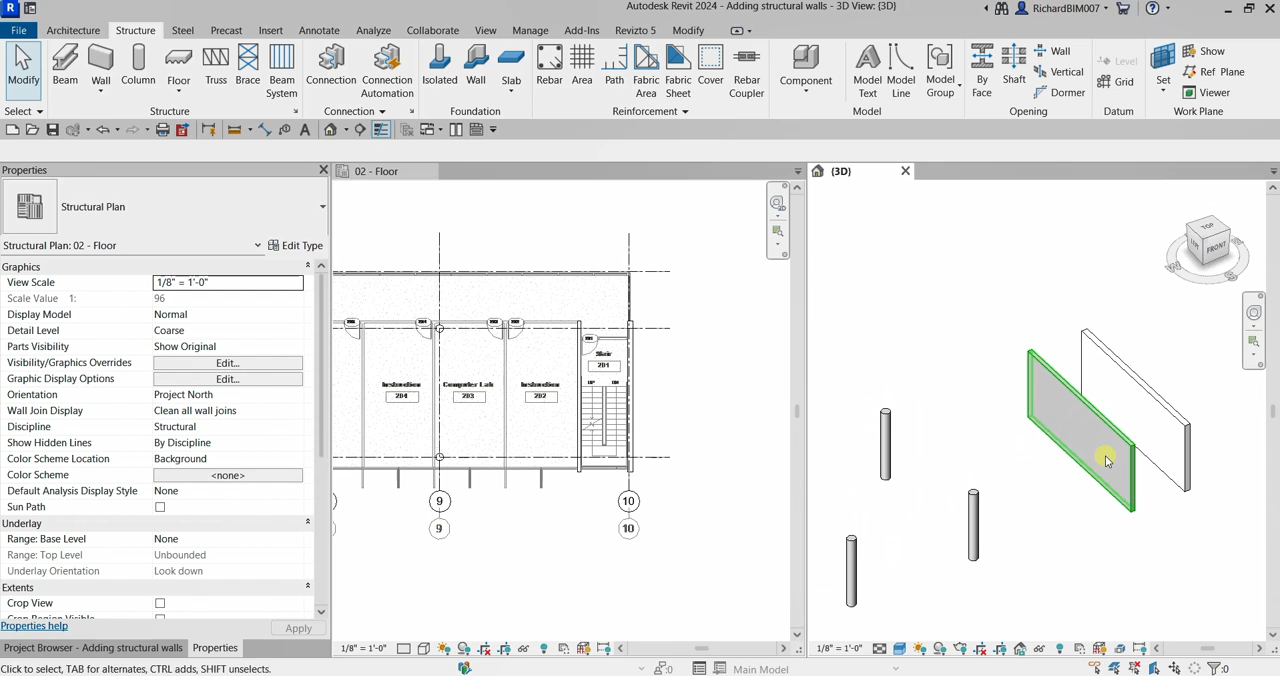 Autodesk Revit 2024 - Adding structural walls - 3D View: {3D}
RichardBIM007
File Architecture Structure Steel Precast Insert Annotate Analyze Collaborate View Manage Add-Ins Revizto 5 Modify
Modify Beam Wall Column Floor Truss Brace Beam System Connection Connection Automation Isolated Wall Slab Rebar Area Path Fabric Area Fabric Sheet Cover Rebar Coupler Component Model Text Model Line Model Group By Face Shaft Wall Vertical Dormer Level Grid Set Show Ref Plane Viewer
Select Structure Connection Foundation Reinforcement Model Opening Datum Work Plane
Properties
02 - Floor
{3D}
Structural Plan
Structural Plan: 02 - Floor Edit Type
Graphics
View Scale 1/8" = 1'-0"
Scale Value 1: 96
Display Model Normal
Detail Level Coarse
Parts Visibility Show Original
Visibility/Graphics Overrides Edit...
Graphic Display Options Edit...
Orientation Project North
Wall Join Display Clean all wall joins
Discipline Structural
Show Hidden Lines By Discipline
Color Scheme Location Background
Color Scheme <none>
Default Analysis Display Style None
Sun Path
Underlay
Range: Base Level None
Range: Top Level Unbounded
Underlay Orientation Look down
Extents
Crop View
Properties help Apply
Project Browser - Adding structural walls Properties
Instruction 204
Computer Lab 203
Instruction 202
Stair 201
UP DN
9 10
9 10
TOP
FRONT
1/8" = 1'-0"
1/8" = 1'-0"
Click to select, TAB for alternates, CTRL adds, SHIFT unselects.
:0
Main Model
:0